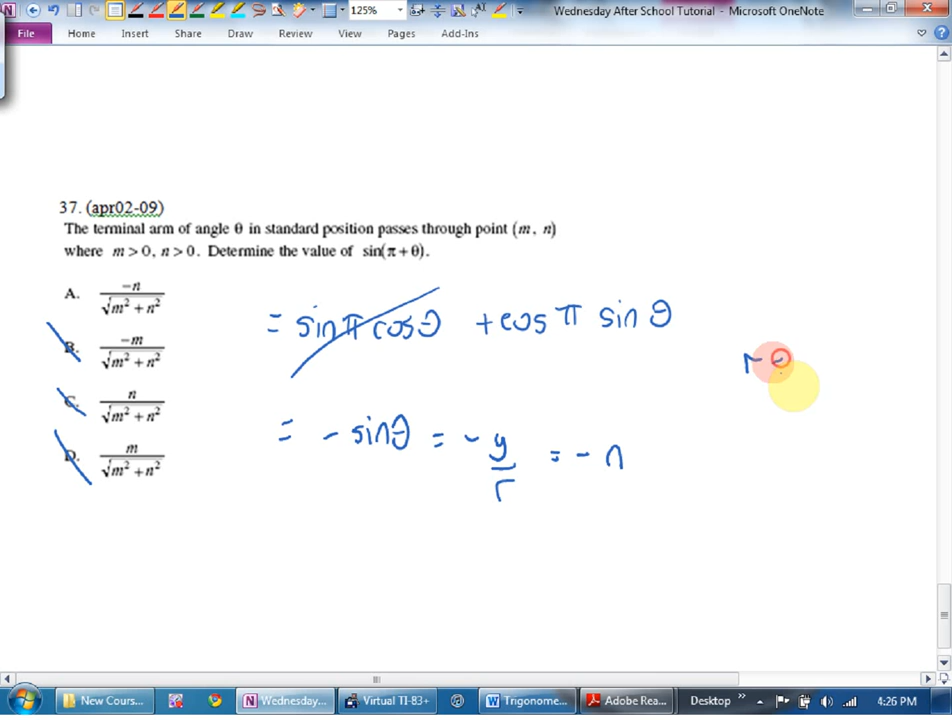 125%
Wednesday After School Tutorial - Microsoft OneNote
File Home Insert Share Draw Review View Pages Add-Ins
37. (apr02-09)
The terminal arm of angle θ in standard position passes through point (m, n)
where m > 0, n > 0. Determine the value of sin(π + θ).
A. -n / √m² + n²
B. -m / √m² + n²
C. n / √m² + n²
D. m / √m² + n²
= sin π cos θ + cos π sin θ
r =
= - sin θ = - y / r = - n
New Cour... Wednesday... Virtual TI-83+ Trigonome... Adobe Rea... Desktop 4:26 PM